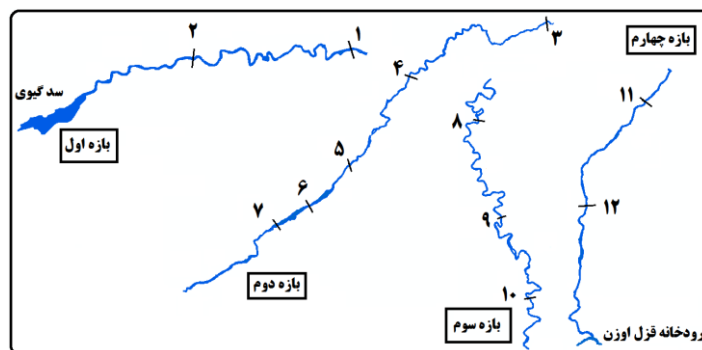 ۱
۲
سد گیوی
بازه اول
۳
۴
۵
۶
۷
بازه دوم
۸
۹
۱۰
بازه سوم
بازه چهارم
۱۱
۱۲
رودخانه قزل اوزن